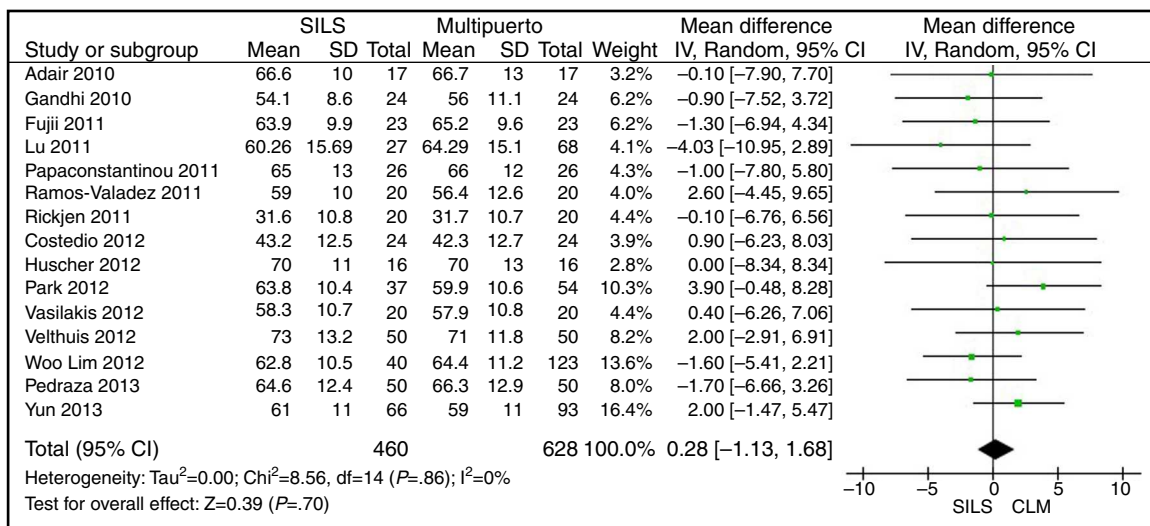 SILS Multipuerto Mean difference Mean difference
Study or subgroup Mean SD Total Mean SD Total Weight IV, Random, 95% CI IV, Random, 95% CI
Adair 2010 66.6 10 17 66.7 13 17 3.2% –0.10 [–7.90, 7.70]
Gandhi 2010 54.1 8.6 24 56 11.1 24 6.2% –0.90 [–7.52, 3.72]
Fujii 2011 63.9 9.9 23 65.2 9.6 23 6.2% –1.30 [–6.94, 4.34]
Lu 2011 60.26 15.69 27 64.29 15.1 68 4.1% –4.03 [–10.95, 2.89]
Papaconstantinou 2011 65 13 26 66 12 26 4.3% –1.00 [–7.80, 5.80]
Ramos-Valadez 2011 59 10 20 56.4 12.6 20 4.0% 2.60 [–4.45, 9.65]
Rickjen 2011 31.6 10.8 20 31.7 10.7 20 4.4% –0.10 [–6.76, 6.56]
Costedio 2012 43.2 12.5 24 42.3 12.7 24 3.9% 0.90 [–6.23, 8.03]
Huscher 2012 70 11 16 70 13 16 2.8% 0.00 [–8.34, 8.34]
Park 2012 63.8 10.4 37 59.9 10.6 54 10.3% 3.90 [–0.48, 8.28]
Vasilakis 2012 58.3 10.7 20 57.9 10.8 20 4.4% 0.40 [–6.26, 7.06]
Velthuis 2012 73 13.2 50 71 11.8 50 8.2% 2.00 [–2.91, 6.91]
Woo Lim 2012 62.8 10.5 40 64.4 11.2 123 13.6% –1.60 [–5.41, 2.21]
Pedraza 2013 64.6 12.4 50 66.3 12.9 50 8.0% –1.70 [–6.66, 3.26]
Yun 2013 61 11 66 59 11 93 16.4% 2.00 [–1.47, 5.47]
Total (95% CI) 460 628 100.0% 0.28 [–1.13, 1.68]
Heterogeneity: Tau²=0.00; Chi²=8.56, df=14 (P=.86); I²=0%
Test for overall effect: Z=0.39 (P=.70)
–10 –5 0 5 10
SILS CLM